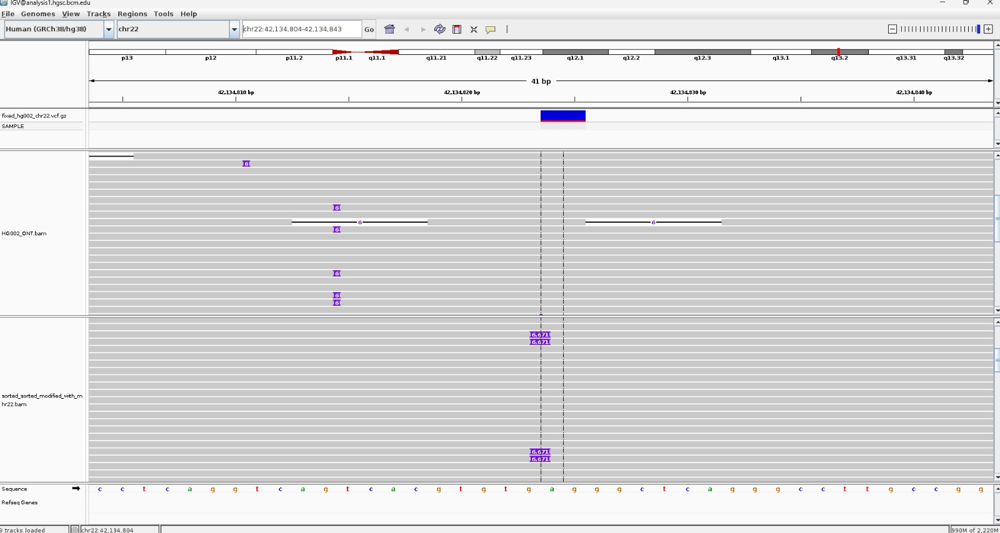 IGV@analysis1.hgsc.bcm.edu
File Genomes View Tracks Regions Tools Help
Human (GRCh38/hg38) chr22 chr22:42,134,804-42,134,843 Go
p13 p12 p11.2 p11.1 q11.1 q11.21 q11.22 q11.23 q12.1 q12.2 q12.3 q13.1 q13.2 q13.31 q13.32
41 bp
42,134,810 bp 42,134,820 bp 42,134,830 bp 42,134,840 bp
fixed_hg002_chr22.vcf.gz
SAMPLE
6
6
6 6
6
HG002_ONT.bam
6
6
6
6,671
6,671
sorted_sorted_modified_with_m
hr22.bam
6,671
6,671
Sequence c c t c a g g t c a g t c a c g t g t g a g g g c t c a g g g c c t t g c c g g
Refseq Genes
9 tracks loaded chr22:42,134,804 990M of 2,220M